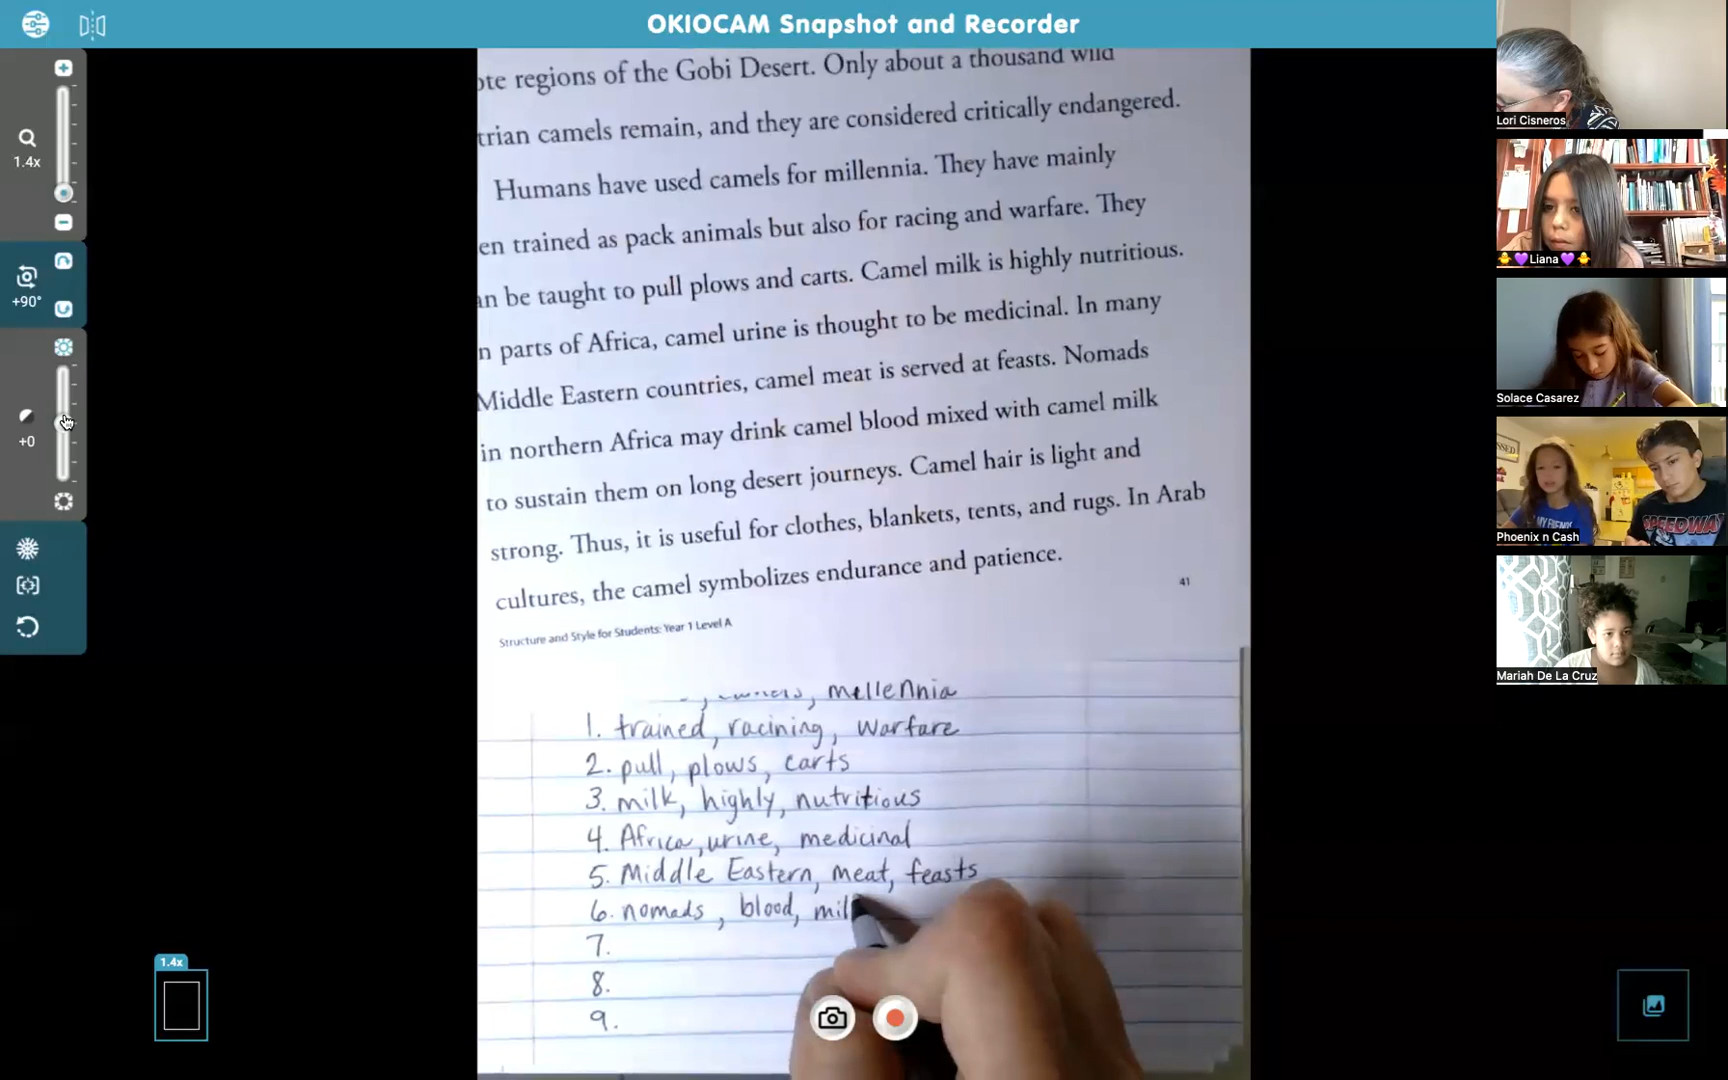 OKIOCAM Snapshot and Recorder
1.4x
+90°
+0
ote regions of the Gobi Desert. Only about a thousand wild
trian camels remain, and they are considered critically endangered.
Humans have used camels for millennia. They have mainly
en trained as pack animals but also for racing and warfare. They
an be taught to pull plows and carts. Camel milk is highly nutritious.
n parts of Africa, camel urine is thought to be medicinal. In many
Middle Eastern countries, camel meat is served at feasts. Nomads
in northern Africa may drink camel blood mixed with camel milk
to sustain them on long desert journeys. Camel hair is light and
strong. Thus, it is useful for clothes, blankets, tents, and rugs. In Arab
cultures, the camel symbolizes endurance and patience.
41
Structure and Style for Students: Year 1 Level A
mellennia
1. trained, racining, warfare
2. pull, plows, carts
3. milk, highly, nutritious
4. Africa, urine, medicinal
5. Middle Eastern, meat, feasts
6. nomads, blood, mil
7.
8.
9.
1.4x
Lori Cisneros
Liana
Solace Casarez
SPEEDWAY
Phoenix n Cash
Mariah De La Cruz